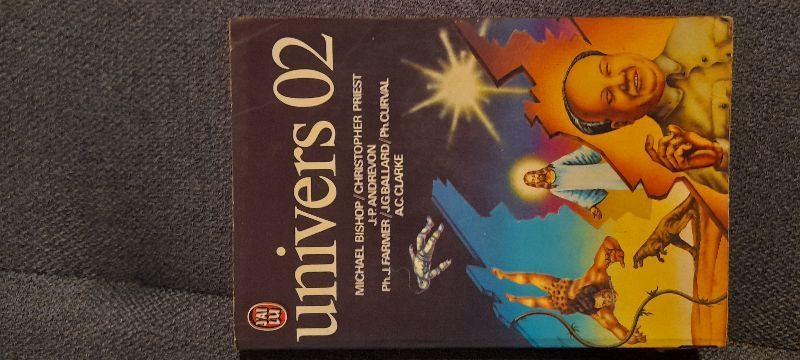 J'AI
LU
univers 02
MICHAEL BISHOP/CHRISTOPHER PRIEST
J.P. ANDREVON
Ph.J.FARMER/J.G.BALLARD/Ph.CURVAL
A.C.CLARKE